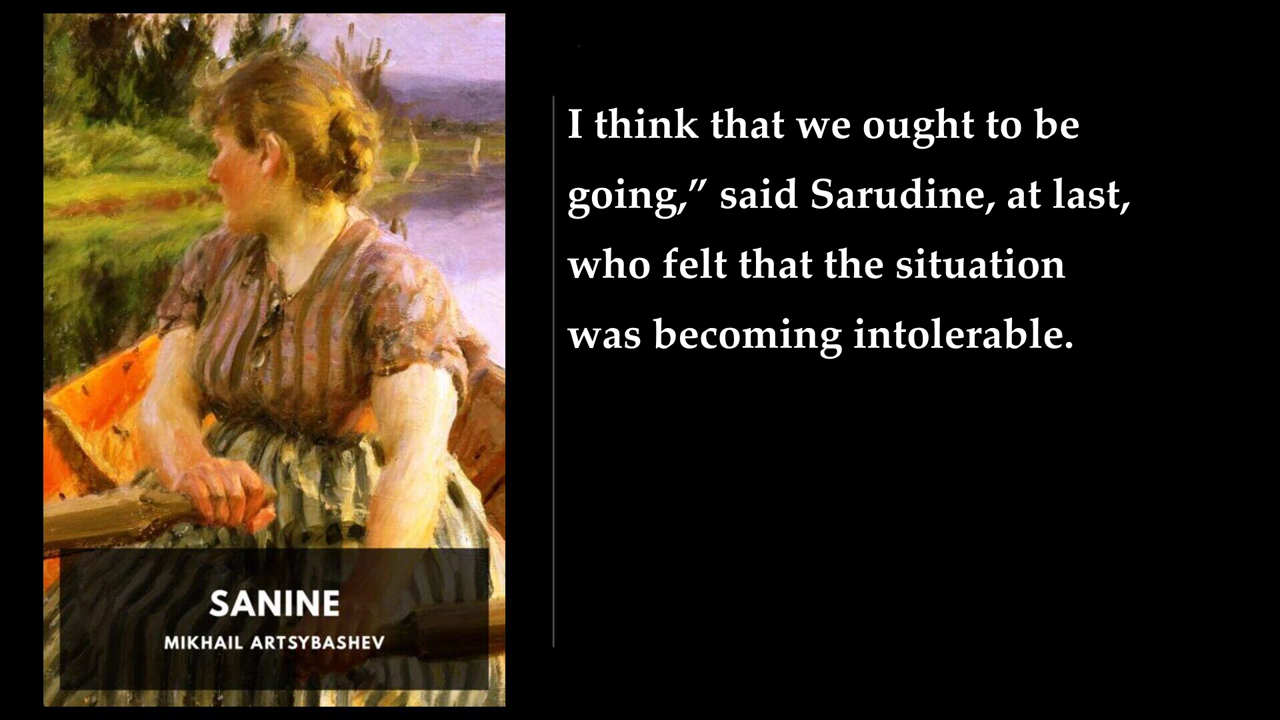 I think that we ought to be
going,” said Sarudine, at last,
who felt that the situation
was becoming intolerable.
SANINE
MIKHAIL ARTSYBASHEV